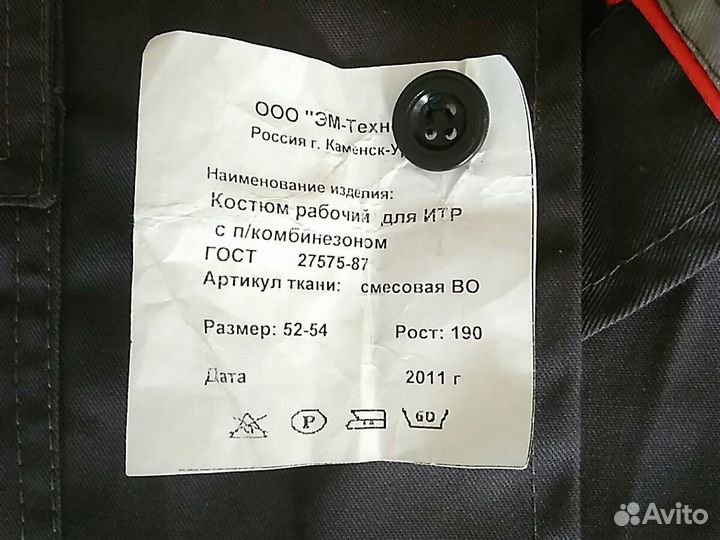 ООО "ЭМ-Техн
Россия г. Каменск-У
Наименование изделия:
Костюм рабочий для ИТР
с п/комбинезоном
ГОСТ 27575-87
Артикул ткани: смесовая ВО
Размер: 52-54 Рост: 190
Дата 2011 г
P 60
Avito